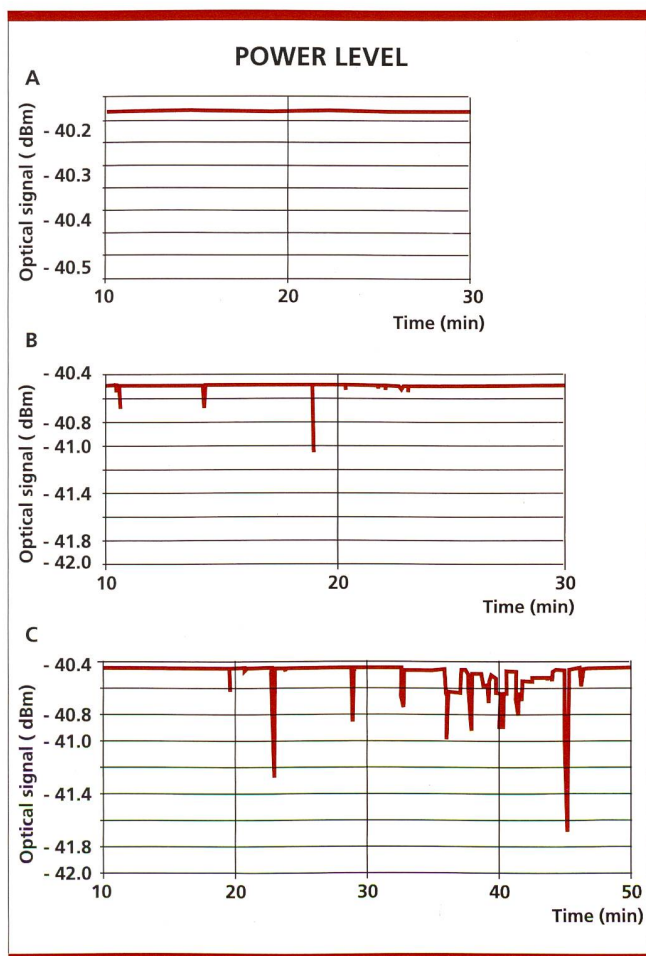 POWER LEVEL
A
Optical signal ( dBm)
- 40.2
- 40.3
- 40.4
- 40.5
10 20 30
Time (min)
B
Optical signal ( dBm)
- 40.4
- 40.8
- 41.0
- 41.4
- 41.8
- 42.0
10 20 30
Time (min)
C
Optical signal ( dBm)
- 40.4
- 40.8
- 41.0
- 41.4
- 41.8
- 42.0
10 20 30 40 50
Time (min)